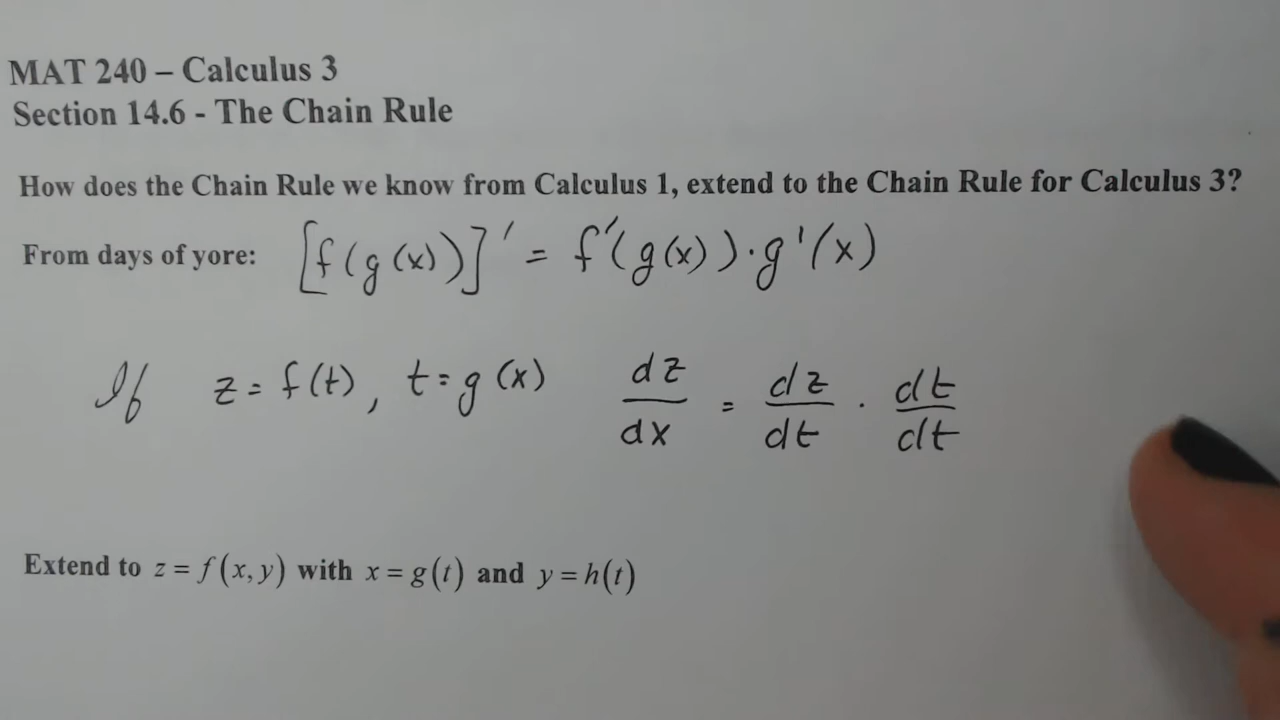 MAT 240 – Calculus 3
Section 14.6 - The Chain Rule
How does the Chain Rule we know from Calculus 1, extend to the Chain Rule for Calculus 3?
From days of yore: [f(g(x))]' = f'(g(x))·g'(x)
If z = f(t), t = g(x) dz/dx = dz/dt · dt/dt
Extend to z = f(x, y) with x = g(t) and y = h(t)